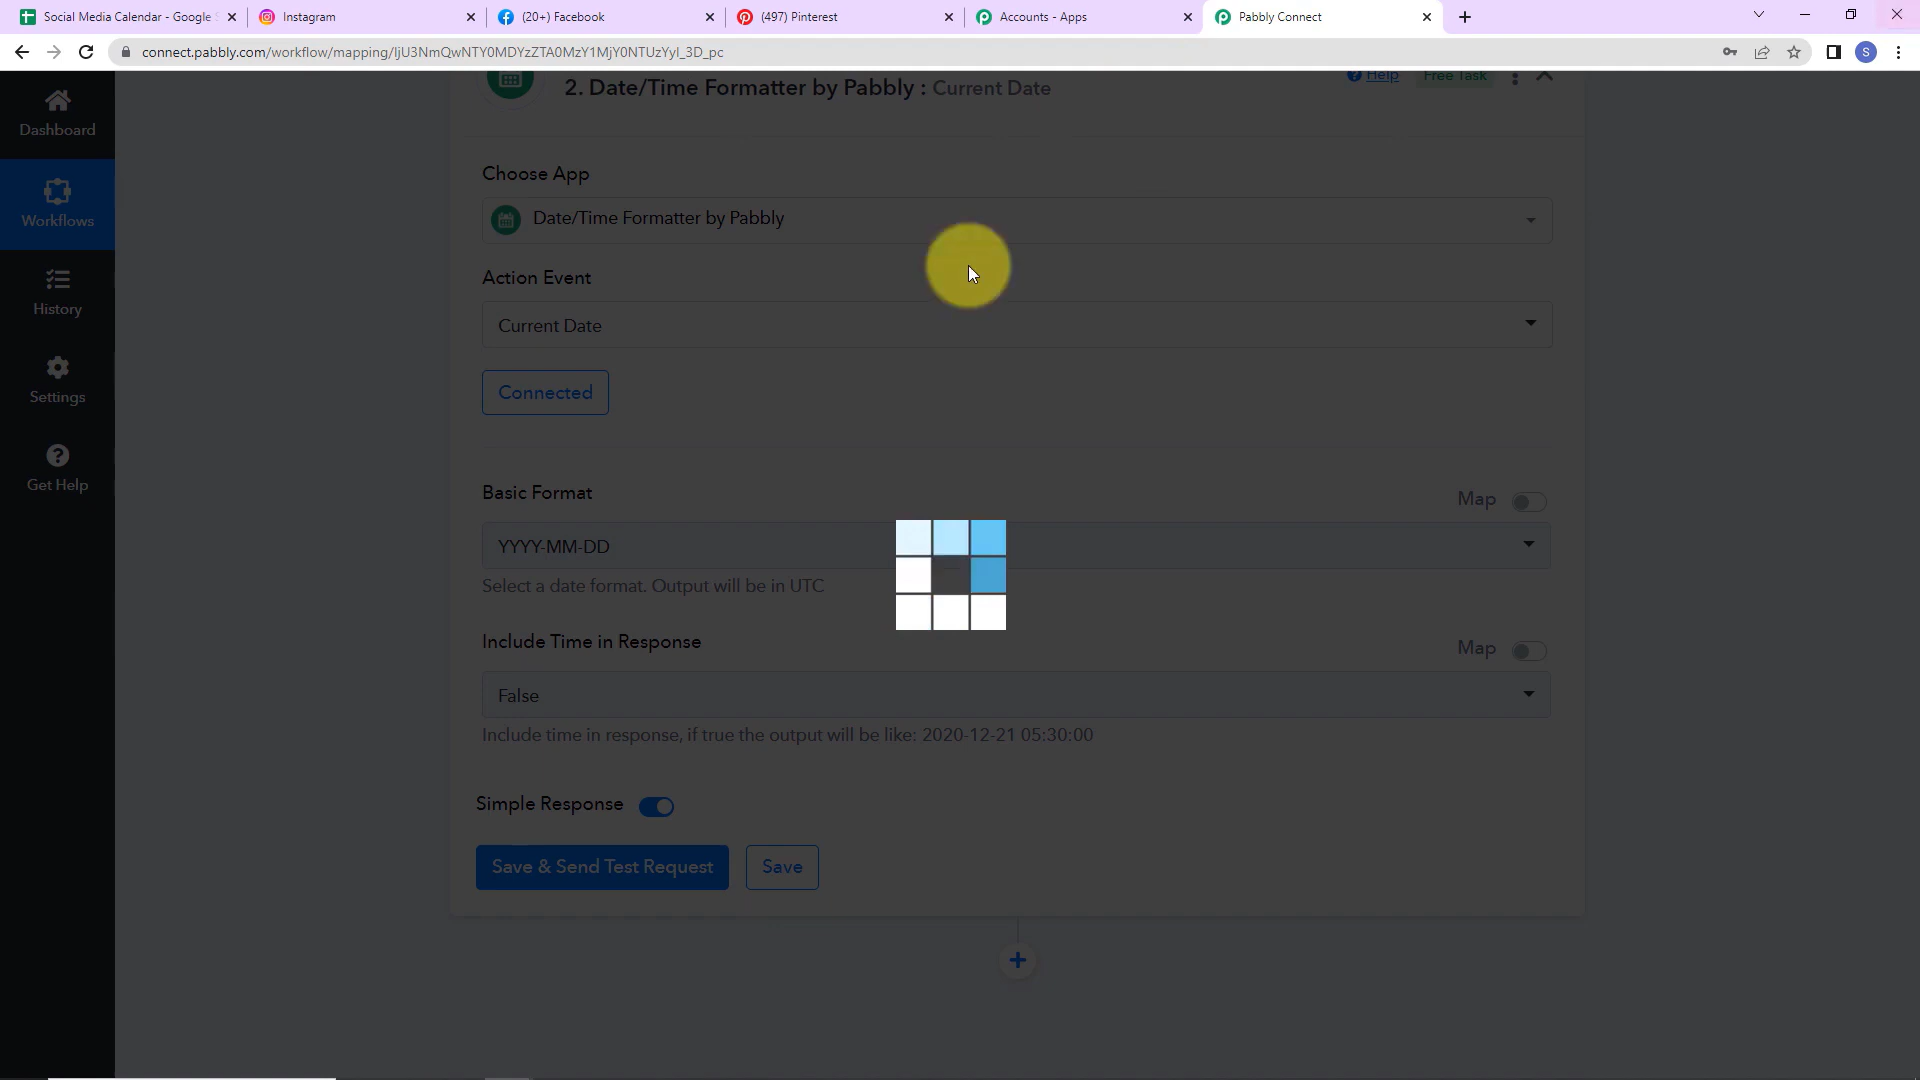 Social Media Calendar - Google S
Instagram
(20+) Facebook
(497) Pinterest
Accounts - Apps
Pabbly Connect
connect.pabbly.com/workflow/mapping/IjU3NmQwNTY0MDYzZTA0MzY1MjY0NTUzYyI_3D_pc
S
2. Date/Time Formatter by Pabbly : Current Date
Help
Free Task
Dashboard
Workflows
History
Settings
Get Help
Choose App
Date/Time Formatter by Pabbly
Action Event
Current Date
Connected
Basic Format
Map
YYYY-MM-DD
Select a date format. Output will be in UTC
Include Time in Response
Map
False
Include time in response, if true the output will be like: 2020-12-21 05:30:00
Simple Response
Save & Send Test Request
Save